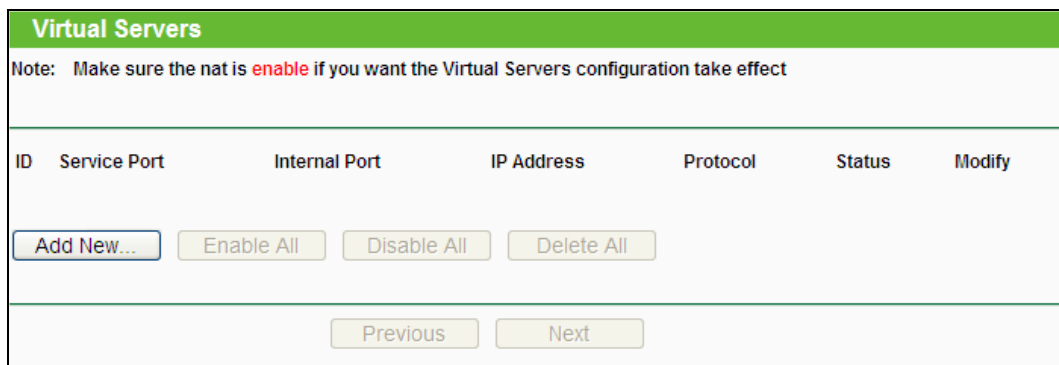 Virtual Servers
Note: Make sure the nat is enable if you want the Virtual Servers configuration take effect
ID Service Port Internal Port IP Address Protocol Status Modify
Add New... Enable All Disable All Delete All
Previous Next